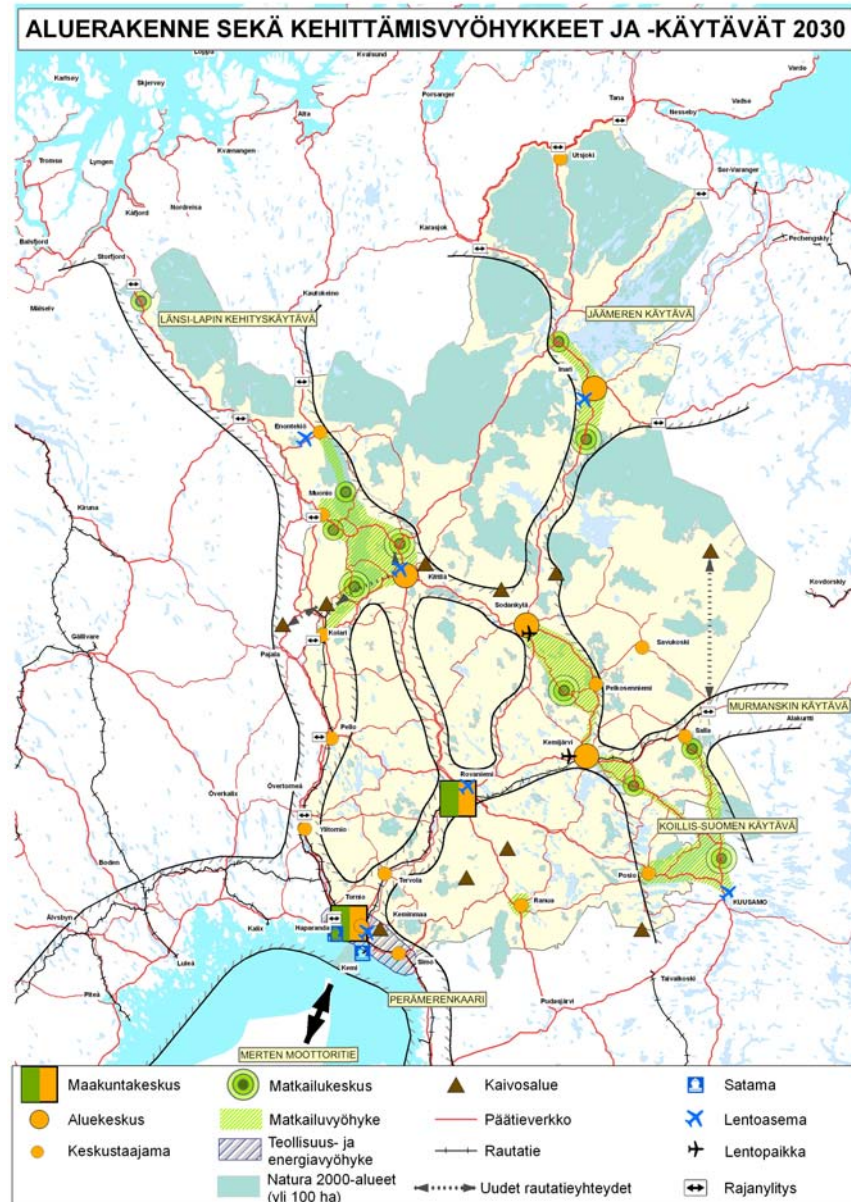 ALUERAKENNE SEKÄ KEHITTÄMISVYÖHYKKEET JA -KÄYTÄVÄT 2030
Karlsøy
Skjervøy
Kvalsund
Porsanger
Tana
Nesseby
Vadsø
Vardø
Alta
Tromsø
Lyngen
Kvænangen
Utsjoki
Sør-Varanger
Kåfjord
Nordreisa
Karasjok
Balsfjord
Storfjord
Målselv
Kautokeino
LÄNSI-LAPIN KEHITYSKÄYTÄVÄ
JÄÄMEREN KÄYTÄVÄ
Inari
Enontekiö
Muonio
Kiruna
Kittilä
Sodankylä
Kovdorskiy
Savukoski
Kolari
Pajala
Gällivare
Pelkosenniemi
MURMANSKIN KÄYTÄVÄ
Alakurtti
Salla
Pello
Kemijärvi
Rovaniemi
Övertorneå
Överkalix
Ylitornio
KOILLIS-SUOMEN KÄYTÄVÄ
Boden
Tervola
Posio
Ranua
KUUSAMO
Tornio
Keminmaa
Älvsbyn
Kalix
Haparanda
Luleå
Kemi
Simo
Piteå
PERÄMERENKAARI
Pudasjärvi
Taivalkoski
MERTEN MOOTTORITIE
Maakuntakeskus
Matkailukeskus
Kaivosalue
Satama
Aluekeskus
Matkailuvyöhyke
Päätieverkko
Lentoasema
Keskustaajama
Teollisuus- ja
energiavyöhyke
Rautatie
Lentopaikka
Natura 2000-alueet
(yli 100 ha)
Uudet rautatieyhteydet
Rajanylitys